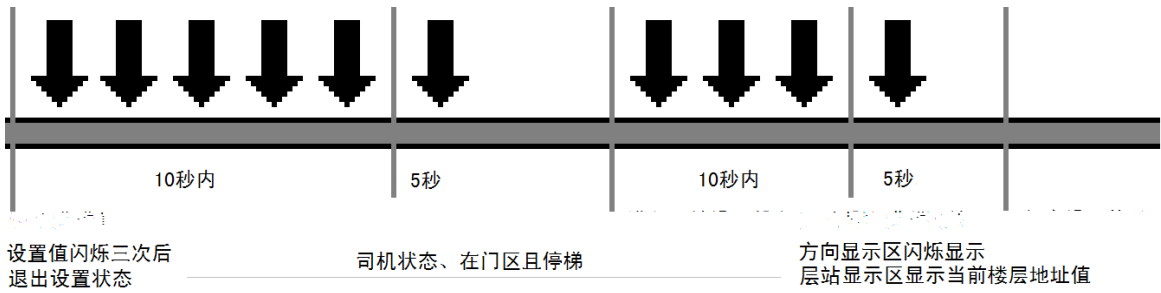 10秒内
5秒
10秒内
5秒
设置值闪烁三次后
退出设置状态
司机状态、在门区且停梯
方向显示区闪烁显示
层站显示区显示当前楼层地址值